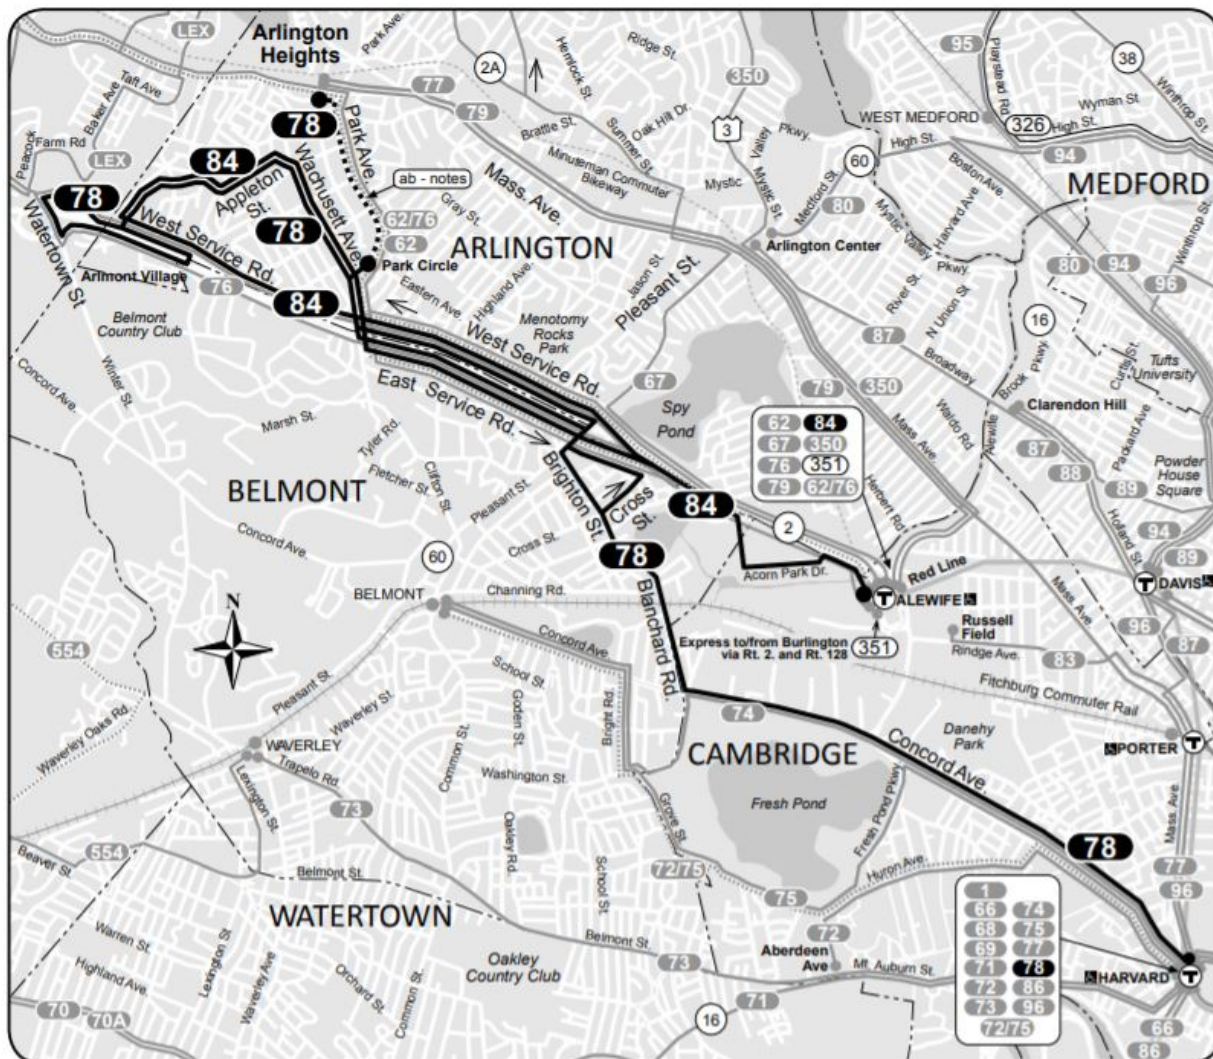 LEX
Arlington
Heights
Park Ave.
2A
Hemlock St.
Ridge St.
350
95
Playstead Rd
38
Winthrop St.
Taft Ave
Baker Ave
77
79
Oak Hill Dr.
3
Wyman St.
WEST MEDFORD
326
High St.
High St.
Peacock
Farm Rd
LEX
78
Park Ave.
Brattle St.
Summer St.
Valley
Pkwy.
60
94
84
Minuteman Commuter
Bikeway
Mystic
Mystic St.
Medford St.
Boston Ave.
MEDFORD
78
Appleton
St.
Wachusett Ave.
ab - notes
Mass. Ave.
80
Harvard Ave
Winthrop St.
Watertown St.
West Service Rd.
78
Gray St.
62/76
62
ARLINGTON
Arlington Center
Mystic Valley
Pkwy.
80
94
96
Arlmont Village
76
84
Park Circle
Eastern Ave
Highland Ave.
Jason St.
Pleasant St.
River St.
N Union St
16
Belmont
Country Club
Menotomy
Rocks
Park
West Service Rd.
87
Broadway
Brook
Pkwy.
Curtis St.
Tufts
University
Concord Ave.
Winter St.
East Service Rd.
67
79
350
Clarendon Hill
Marsh St.
Spy
Pond
62
84
67
350
76
351
79
62/76
Mass. Ave.
Waldo Rd
Alewife
87
88
89
Packard Ave
Powder
House
Square
Tyler Rd.
Fletcher St.
Clifton St.
Pleasant St.
Brighton St.
Cross
St.
BELMONT
84
Herbert Rd
Holland St
94
Concord Ave.
Cross St.
2
89
60
78
Acorn Park Dr.
Red Line
T
DAVIS
BELMONT
Channing Rd.
T
ALEWIFE
Mass. Ave.
96
87
N
Blanchard Rd.
Russell
Field
Express to/from Burlington
via Rt. 2. and Rt. 128
351
Rindge Ave.
83
554
Concord Ave
School St.
Fitchburg Commuter Rail
Pleasant St.
Waverley St.
Goden St.
Bright Rd.
74
Danehy
Park
Waverley Oaks Rd.
WAVERLEY
Common St.
CAMBRIDGE
Concord Ave.
PORTER
T
Trapelo Rd.
Washington St.
Fresh Pond
Fresh Pond Pkwy.
Mass. Ave.
Lexington St.
73
Grove St.
78
554
Oakley Rd.
Huron Ave.
77
Beaver St.
Belmont St.
School St.
72/75
75
96
1
66
74
68
75
69
77
71
78
72
86
73
96
72/75
WATERTOWN
72
Warren St.
Lexington St
Belmont St.
Aberdeen
Ave
Highland Ave.
Waverley Ave
Orchard St.
Common St.
Oakley
Country Club
73
Mt. Auburn St.
HARVARD
T
70
70A
16
71
66
86